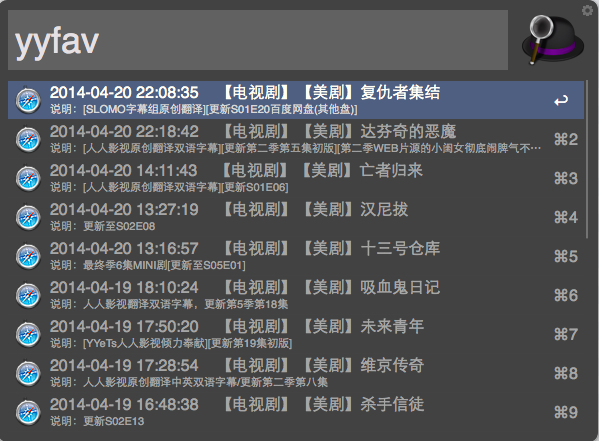 yyfav
2014-04-20 22:08:35 【电视剧】【美剧】复仇者集结
说明：[SLOMO字幕组原创翻译][更新S01E20百度网盘(其他盘)]
↩
2014-04-20 22:18:42 【电视剧】【美剧】达芬奇的恶魔
说明：[人人影视原创翻译双语字幕][更新第二季第五集初版][第二季WEB片源的小闺女彻底闹脾气不…
⌘2
2014-04-20 14:11:43 【电视剧】【美剧】亡者归来
说明：[人人影视原创翻译双语字幕][更新S01E06]
⌘3
2014-04-20 13:27:19 【电视剧】【美剧】汉尼拔
说明：更新至S02E08
⌘4
2014-04-20 13:16:57 【电视剧】【美剧】十三号仓库
说明：最终季6集MINI剧[更新至S05E01]
⌘5
2014-04-19 18:10:24 【电视剧】【美剧】吸血鬼日记
说明：人人影视翻译双语字幕，更新第5季第18集
⌘6
2014-04-19 17:50:20 【电视剧】【美剧】未来青年
说明：[YYeTs人人影视倾力奉献][更新第19集初版]
⌘7
2014-04-19 17:28:54 【电视剧】【美剧】维京传奇
说明：人人影视原创翻译中英双语字幕/更新第二季第八集
⌘8
2014-04-19 16:48:38 【电视剧】【美剧】杀手信徒
说明：更新S02E13
⌘9